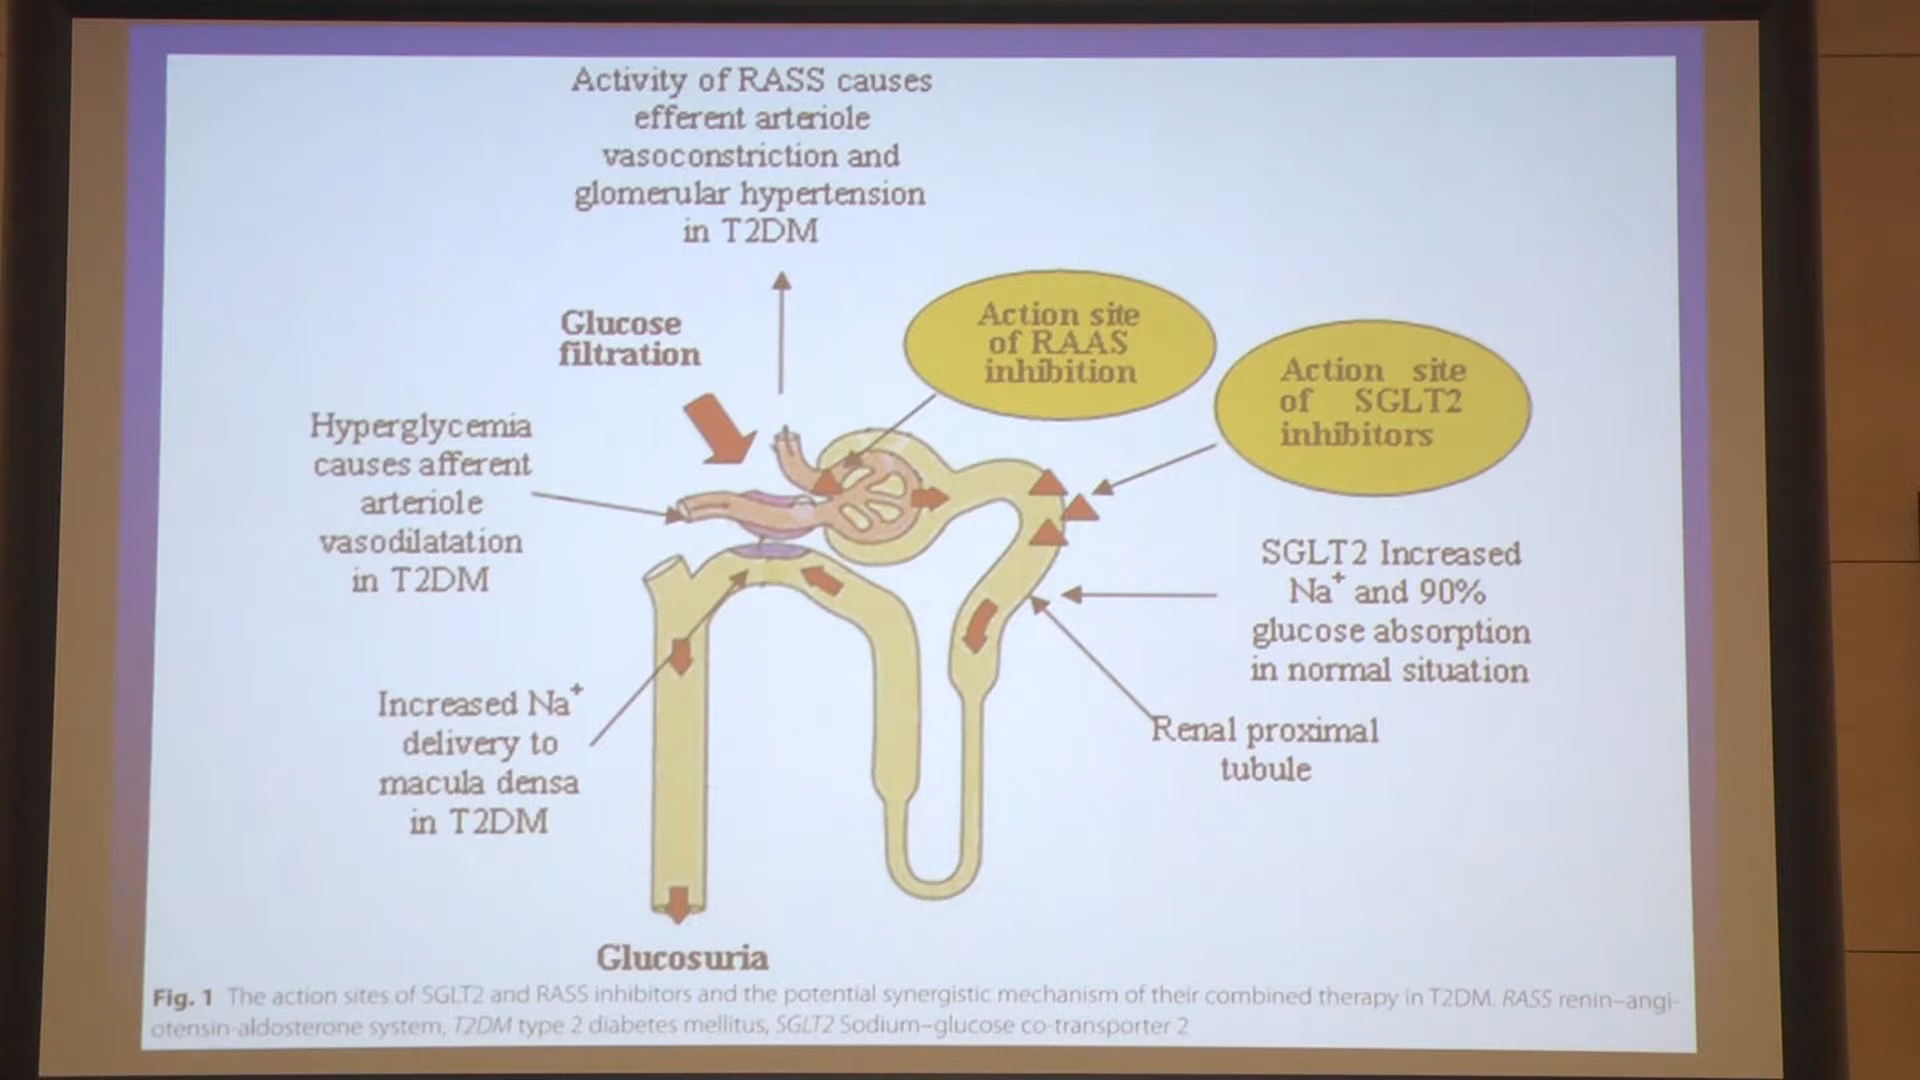 Activity of RASS causes
efferent arteriole
vasoconstriction and
glomerular hypertension
in T2DM
Glucose
filtration
Action site
of RAAS
inhibition
Action site
of SGLT2
inhibitors
Hyperglycemia
causes afferent
arteriole
vasodilatation
in T2DM
SGLT2 Increased
Na+ and 90%
glucose absorption
in normal situation
Increased Na+
delivery to
macula densa
in T2DM
Renal proximal
tubule
Glucosuria
Fig. 1 The action sites of SGLT2 and RASS inhibitors and the potential synergistic mechanism of their combined therapy in T2DM. RASS renin–angi-
otensin-aldosterone system, T2DM type 2 diabetes mellitus, SGLT2 Sodium–glucose co-transporter 2